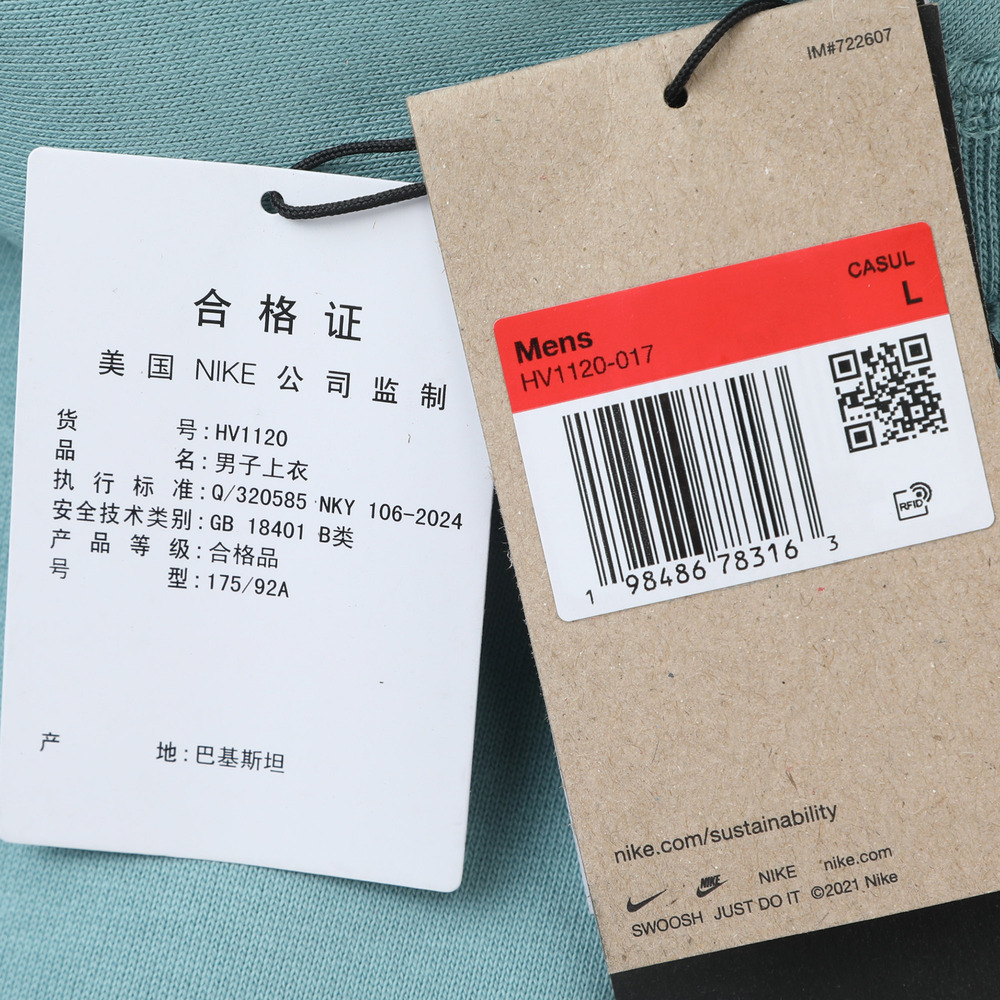 合格证
美国 NIKE 公司监制
货号:HV1120
品名:男子上衣
执行标准:Q/320585 NKY 106-2024
安全技术类别:GB 18401 B类
产品等级:合格品
号型:175/92A
产地:巴基斯坦
IM#722607
CASUL
L
Mens
HV1120-017
RFID
1 98486 78316 3
nike.com/sustainability
NIKE NIKE nike.com
SWOOSH JUST DO IT ©2021 Nike